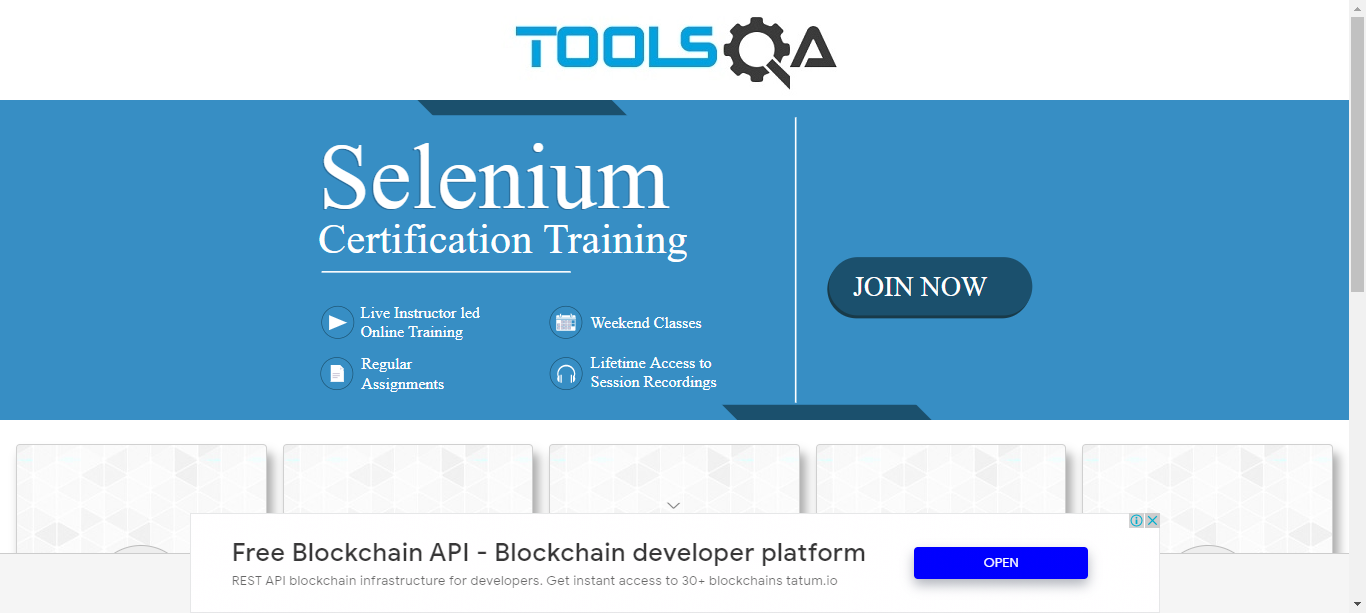 TOOLSQA
Selenium
Certification Training
Live Instructor led
Online Training
Weekend Classes
Regular
Assignments
Lifetime Access to
Session Recordings
JOIN NOW
Free Blockchain API - Blockchain developer platform
REST API blockchain infrastructure for developers. Get instant access to 30+ blockchains tatum.io
OPEN